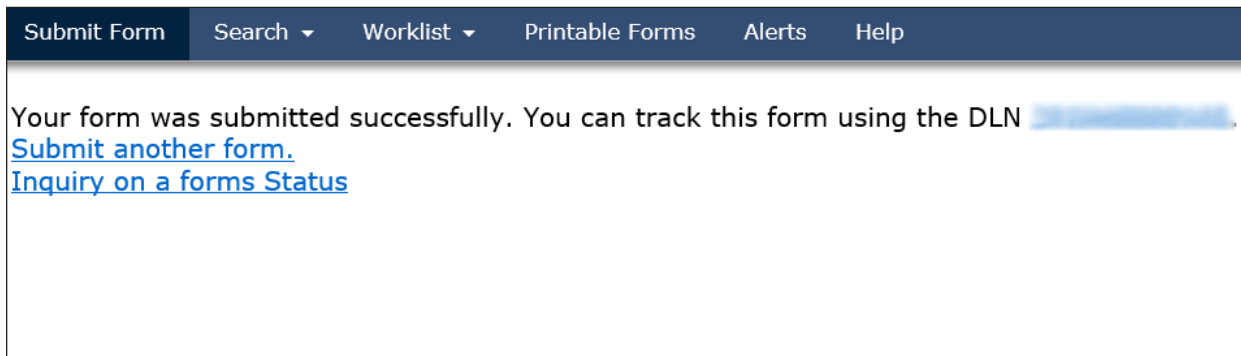 Submit Form Search Worklist Printable Forms Alerts Help
Your form was submitted successfully. You can track this form using the DLN .
Submit another form.
Inquiry on a forms Status